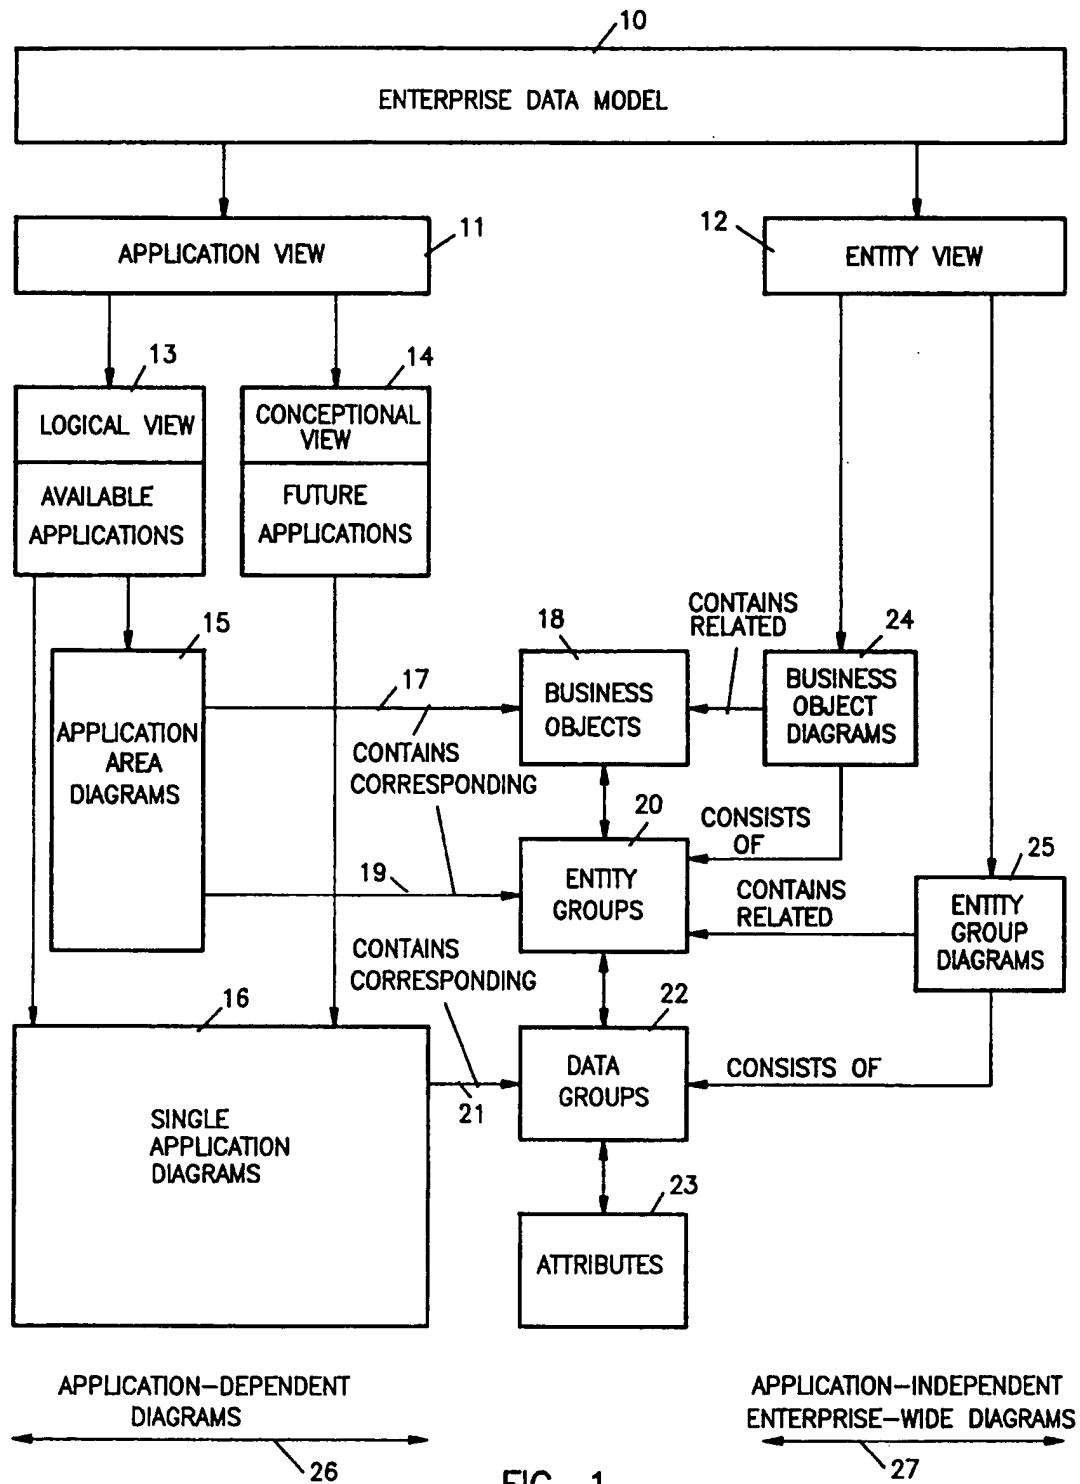 10
ENTERPRISE DATA MODEL
11
APPLICATION VIEW
12
ENTITY VIEW
13
LOGICAL VIEW
AVAILABLE
APPLICATIONS
14
CONCEPTIONAL
VIEW
FUTURE
APPLICATIONS
15
APPLICATION
AREA
DIAGRAMS
17
CONTAINS
CORRESPONDING
18
BUSINESS
OBJECTS
CONTAINS
RELATED
24
BUSINESS
OBJECT
DIAGRAMS
19
20
ENTITY
GROUPS
CONSISTS
OF
CONTAINS
RELATED
25
ENTITY
GROUP
DIAGRAMS
CONTAINS
CORRESPONDING
16
SINGLE
APPLICATION
DIAGRAMS
21
22
DATA
GROUPS
CONSISTS OF
23
ATTRIBUTES
APPLICATION-DEPENDENT
DIAGRAMS
26
APPLICATION-INDEPENDENT
ENTERPRISE-WIDE DIAGRAMS
27
FIG. 1